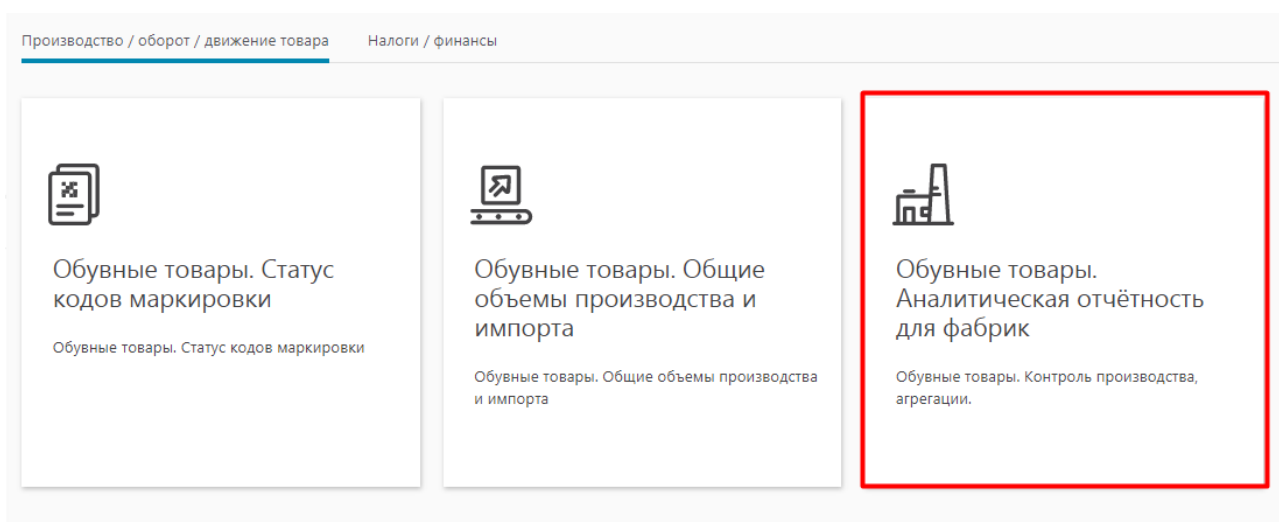 Производство / оборот / движение товара
Налоги / финансы
Обувные товары. Статус
кодов маркировки
Обувные товары. Статус кодов маркировки
Обувные товары. Общие
объемы производства и
импорта
Обувные товары. Общие объемы производства
и импорта
Обувные товары.
Аналитическая отчётность
для фабрик
Обувные товары. Контроль производства,
агрегации.